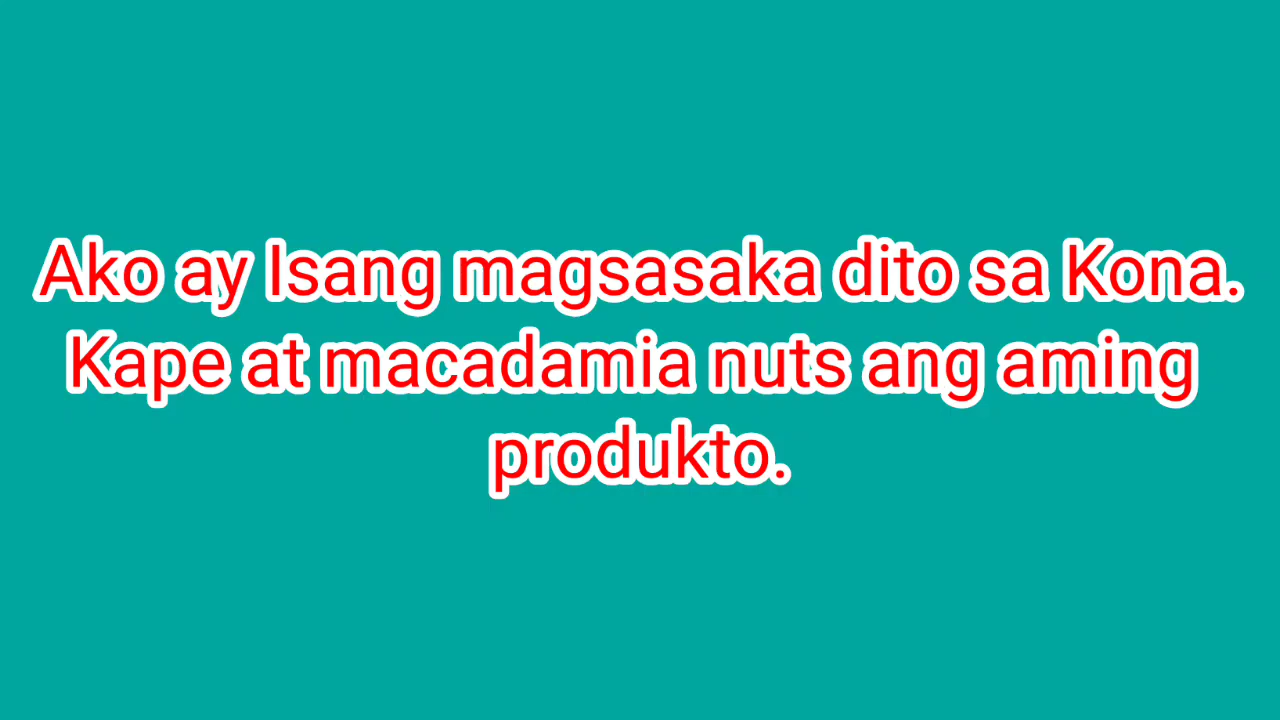 Ako ay Isang magsasaka dito sa Kona.
Kape at macadamia nuts ang aming
produkto.